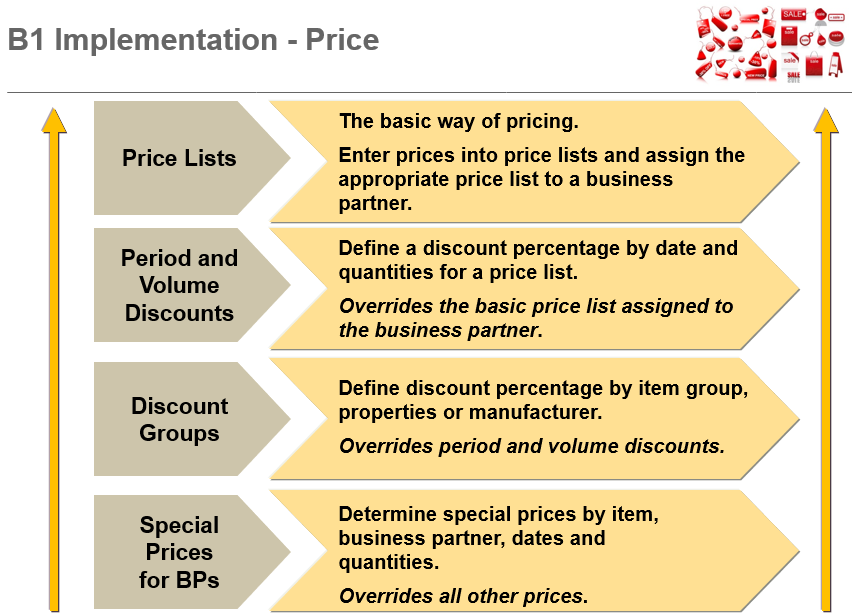 B1 Implementation - Price
SALE
sale
sale
SALE
Price Lists
The basic way of pricing.
Enter prices into price lists and assign the
appropriate price list to a business
partner.
Period and
Volume
Discounts
Define a discount percentage by date and
quantities for a price list.
Overrides the basic price list assigned to
the business partner.
Discount
Groups
Define discount percentage by item group,
properties or manufacturer.
Overrides period and volume discounts.
Special
Prices
for BPs
Determine special prices by item,
business partner, dates and
quantities.
Overrides all other prices.